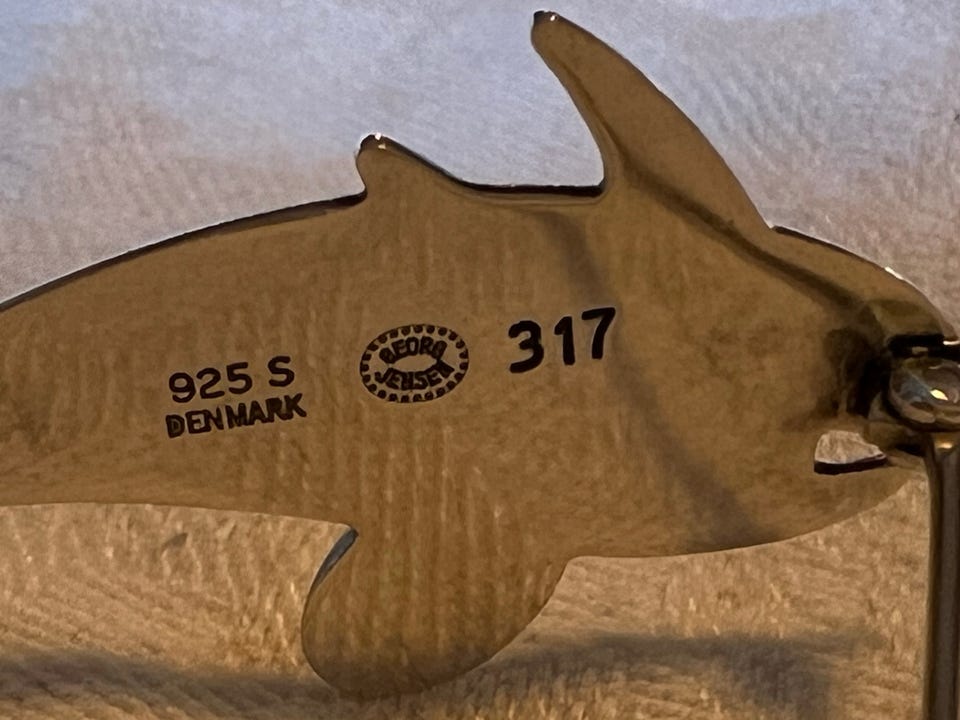 925 S
DENMARK
GEORG
JENSEN
317